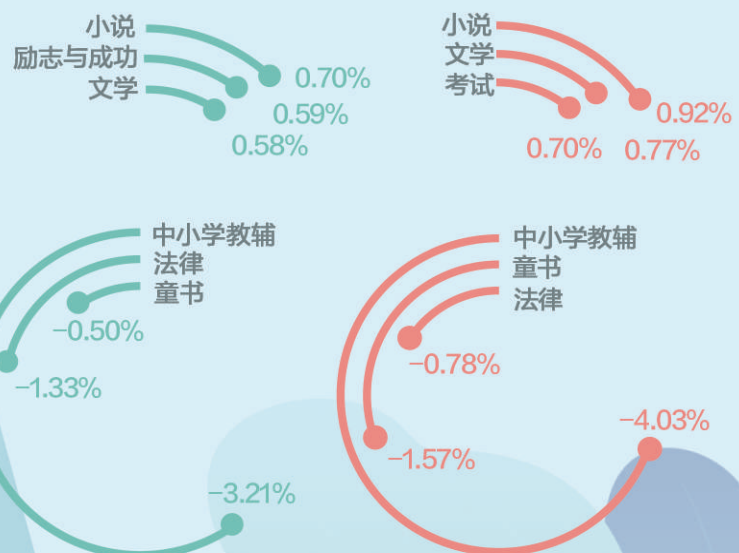 小说
励志与成功
文学
0.70%
0.59%
0.58%
小说
文学
考试
0.92%
0.77%
0.70%
中小学教辅
法律
童书
−0.50%
−1.33%
−3.21%
中小学教辅
童书
法律
−0.78%
−1.57%
−4.03%